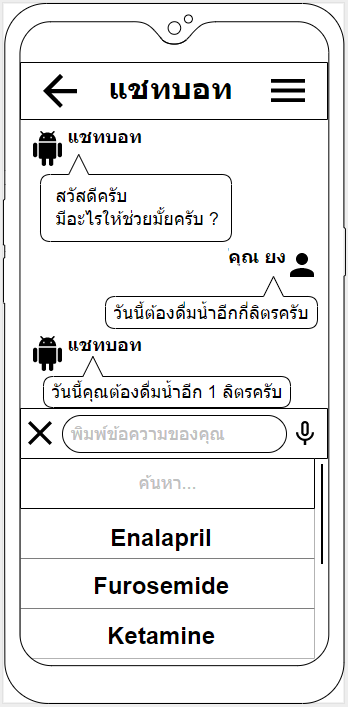 แชทบอท
แชทบอท
สวัสดีครับ
มีอะไรให้ช่วยมั้ยครับ ?
คุณ ยง
วันนี้ต้องดื่มน้ำอีกกี่ลิตรครับ
แชทบอท
วันนี้คุณต้องดื่มน้ำอีก 1 ลิตรครับ
พิมพ์ข้อความของคุณ
ค้นหา...
Enalapril
Furosemide
Ketamine